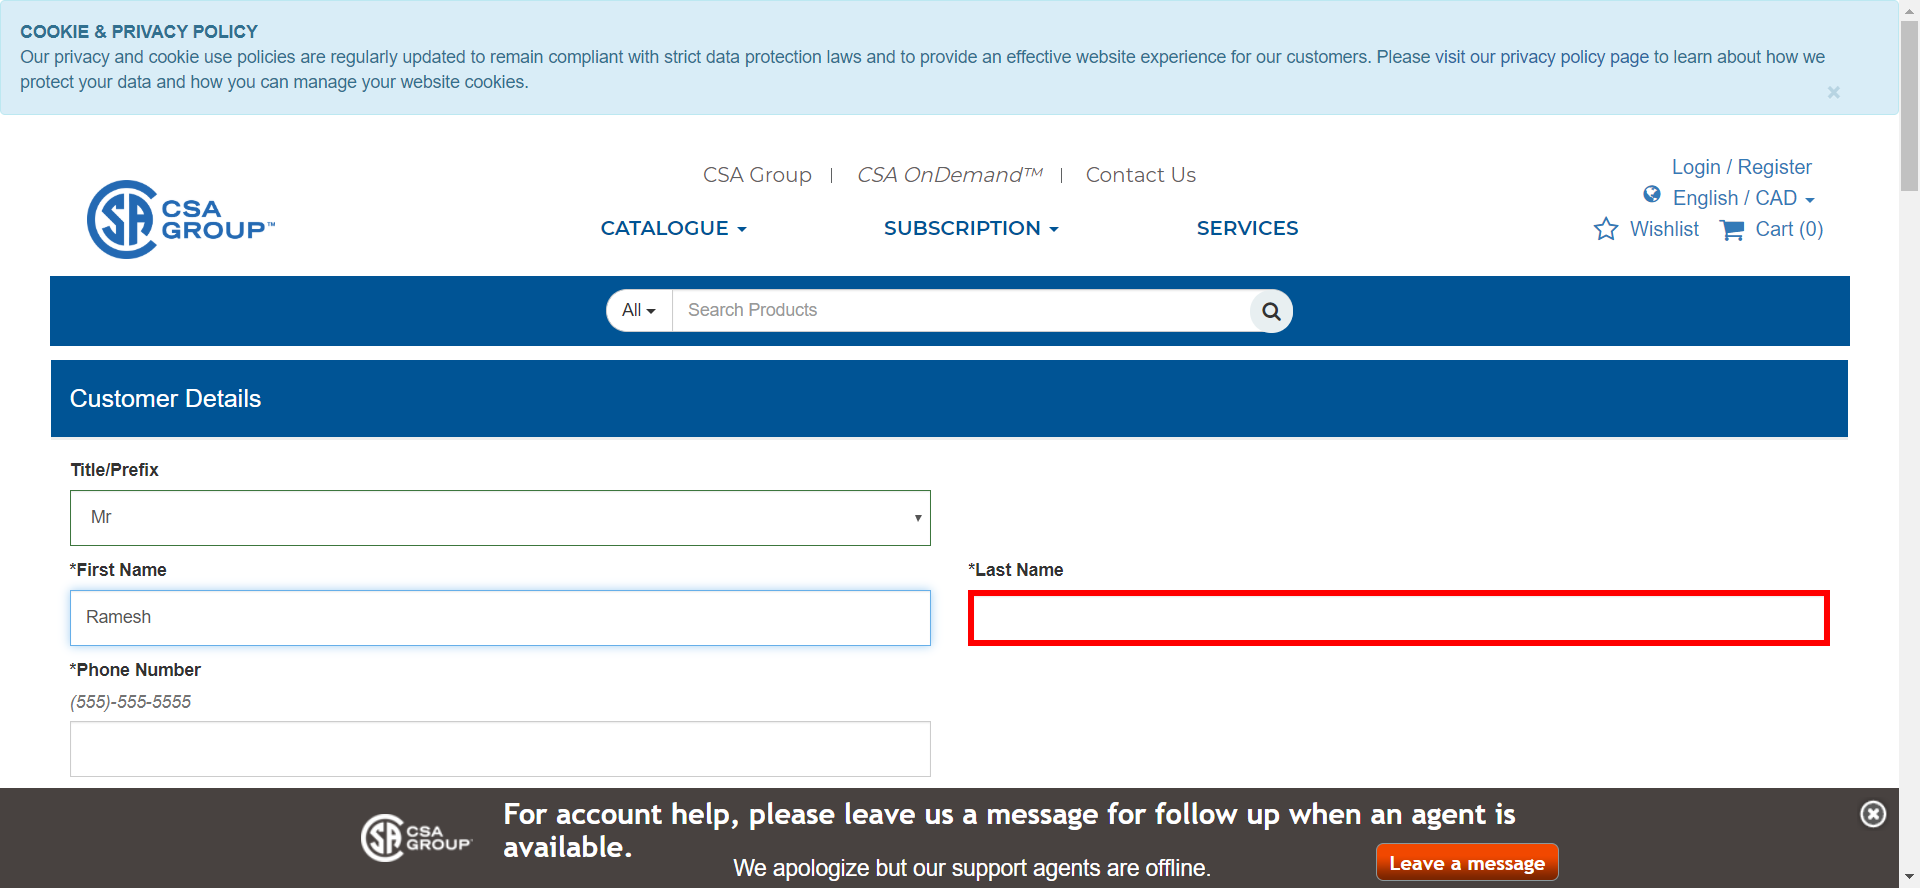 COOKIE & PRIVACY POLICY
Our privacy and cookie use policies are regularly updated to remain compliant with strict data protection laws and to provide an effective website experience for our customers. Please visit our privacy policy page to learn about how we
protect your data and how you can manage your website cookies.
×
CSA Group | CSA OnDemand™ | Contact Us
Login / Register
English / CAD
CSA
GROUP™
CATALOGUE SUBSCRIPTION SERVICES
Wishlist Cart (0)
All Search Products
Customer Details
Title/Prefix
Mr
*First Name *Last Name
Ramesh
*Phone Number
(555)-555-5555
For account help, please leave us a message for follow up when an agent is
available.
CSA
GROUP
We apologize but our support agents are offline.
Leave a message